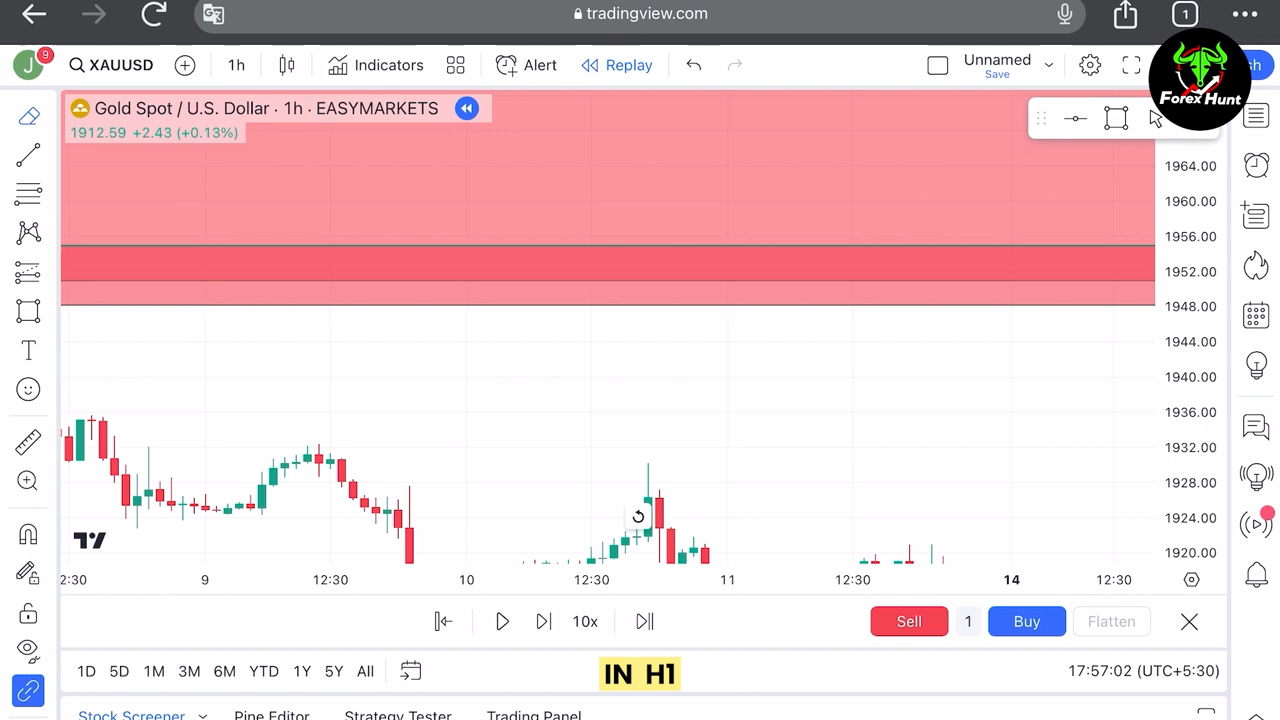 tradingview.com
1
J
9
XAUUSD
1h
Indicators
Alert
Replay
Unnamed
Save
sh
Forex Hunt
Gold Spot / U.S. Dollar · 1h · EASYMARKETS
1912.59 +2.43 (+0.13%)
1964.00
1960.00
1956.00
1952.00
1948.00
1944.00
1940.00
1936.00
1932.00
1928.00
1924.00
1920.00
2:30
9
12:30
10
12:30
11
12:30
14
12:30
10x
Sell
1
Buy
Flatten
1D
5D
1M
3M
6M
YTD
1Y
5Y
All
IN H1
17:57:02 (UTC+5:30)
Stock Screener
Pine Editor
Strategy Tester
Trading Panel